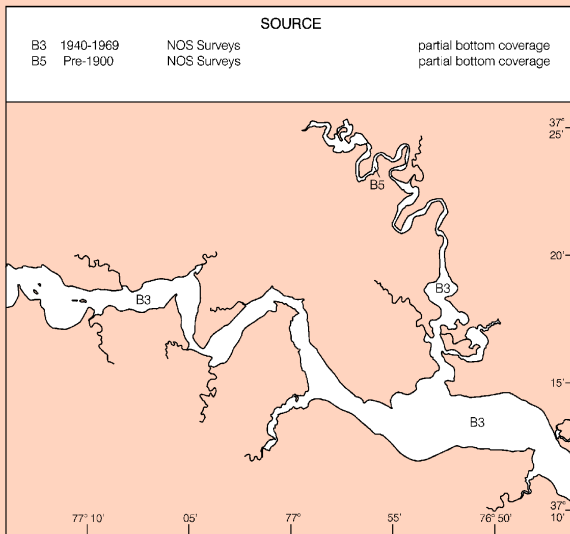 SOURCE
B3 1940-1969 NOS Surveys partial bottom coverage
B5 Pre-1900 NOS Surveys partial bottom coverage
37°
25'
B5
20'
B3
B3
15'
B3
37°
10'
77° 10' 05' 77° 55' 76° 50'